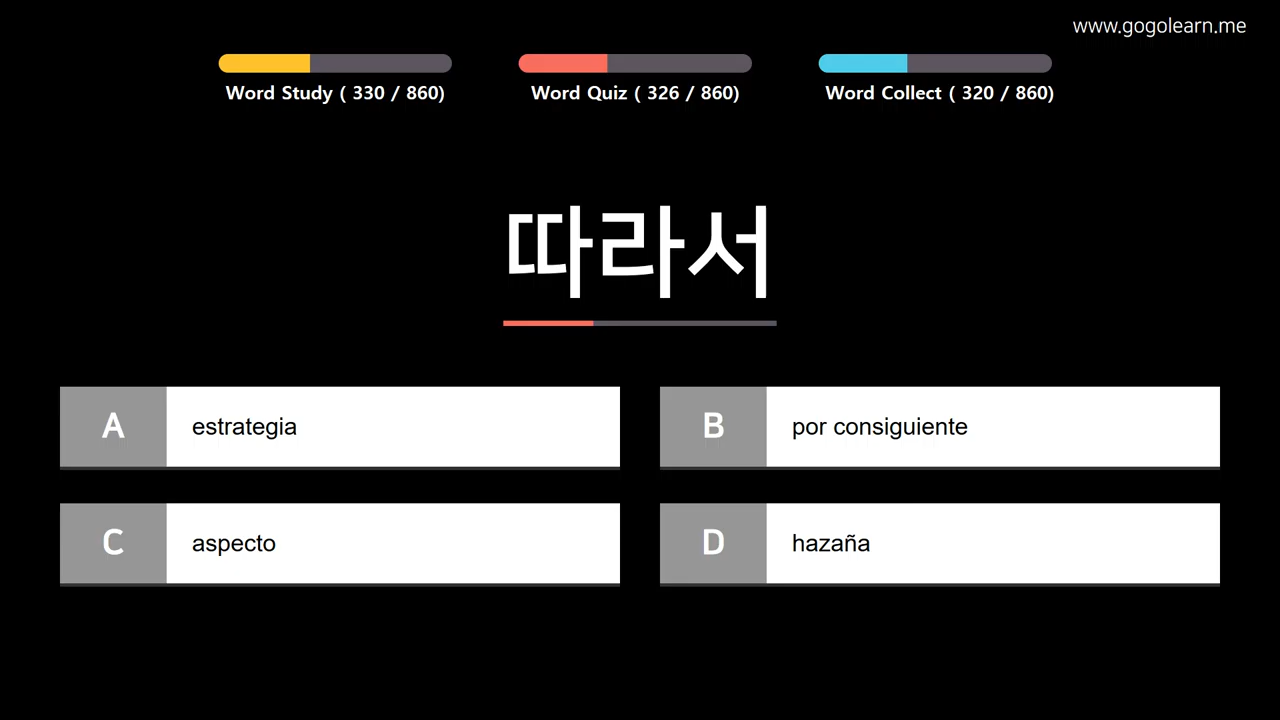 www.gogolearn.me
Word Study ( 330 / 860)
Word Quiz ( 326 / 860)
Word Collect ( 320 / 860)
따라서
A estrategia
B por consiguiente
C aspecto
D hazaña